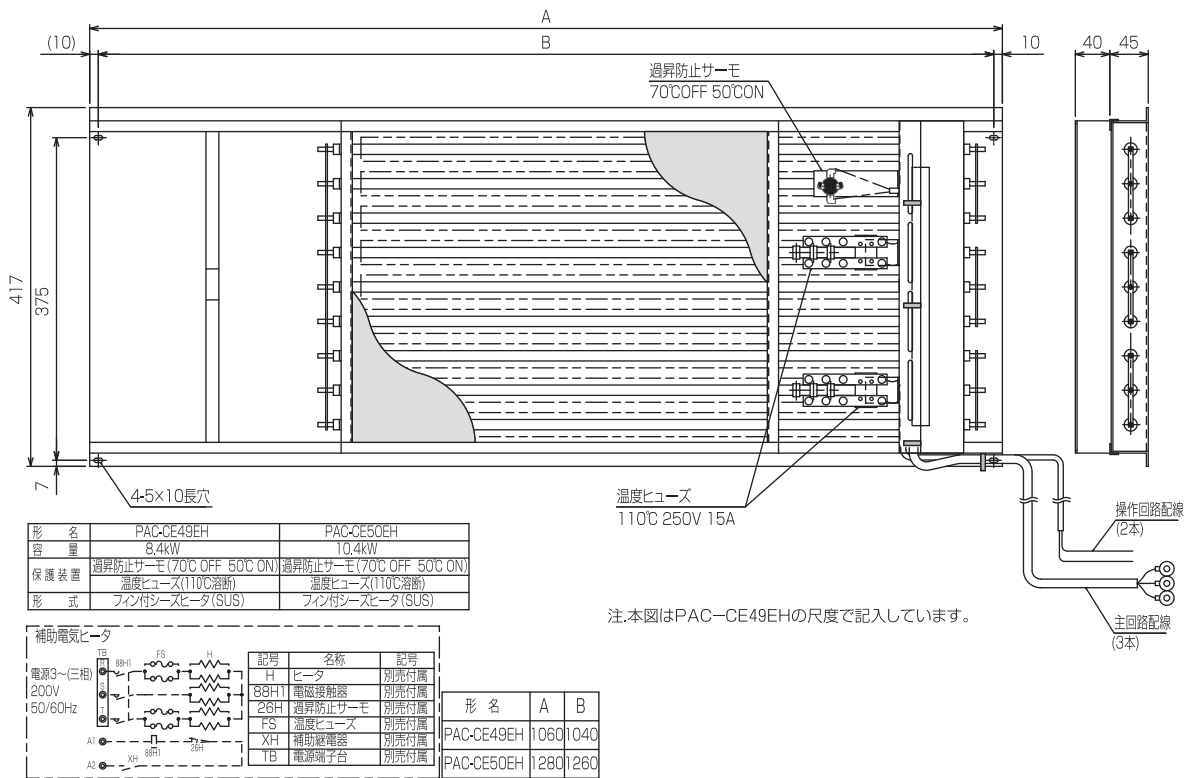 A
(10)
B
10
40
45
過昇防止サーモ
70℃OFF 50℃ON
417
375
7
4-5×10長穴
温度ヒューズ
110℃ 250V 15A
操作回路配線
(2本)
主回路配線
(3本)
形 名 PAC-CE49EH PAC-CE50EH
容 量 8.4kW 10.4kW
保護装置 過昇防止サーモ(70℃ OFF 50℃ ON) 過昇防止サーモ(70℃ OFF 50℃ ON)
温度ヒューズ(110℃溶断) 温度ヒューズ(110℃溶断)
形 式 フィン付シーズヒータ(SUS) フィン付シーズヒータ(SUS)
注.本図はPAC-CE49EHの尺度で記入しています。
補助電気ヒータ
TB
88H1
FS
H
電源3~(三相)
200V
50/60Hz
R
S
T
A1
88H1
26H
A2
XH
記号 名称 記号
H ヒータ 別売付属
88H1 電磁接触器 別売付属
26H 過昇防止サーモ 別売付属
FS 温度ヒューズ 別売付属
XH 補助継電器 別売付属
TB 電源端子台 別売付属
形 名 A B
PAC-CE49EH 1060 1040
PAC-CE50EH 1280 1260